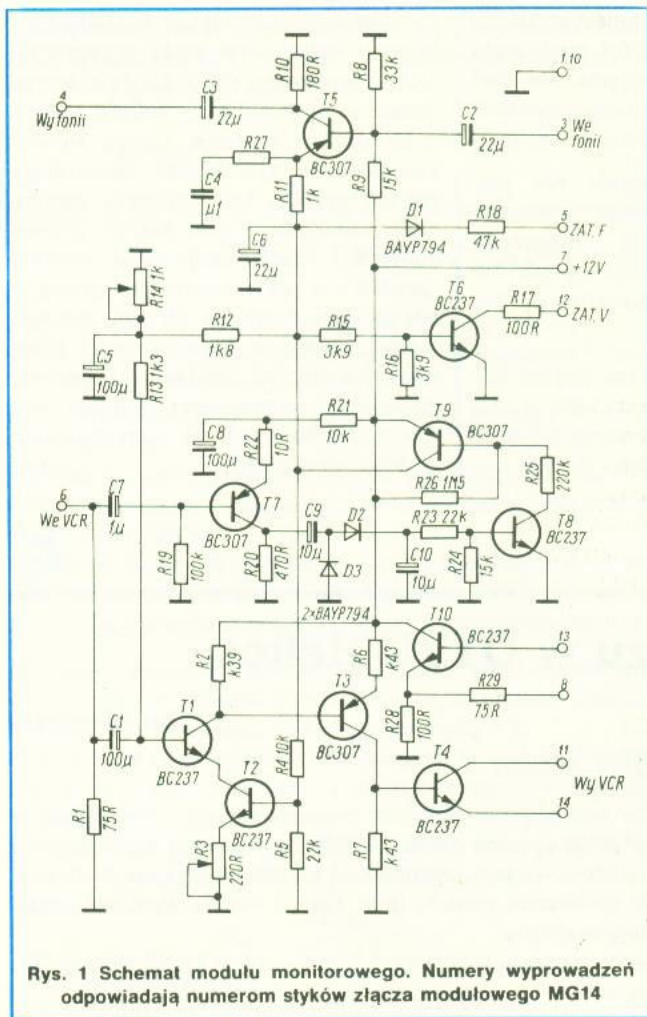 R10
180R
R8
33k
1,10
4
Wy fonii
C3
22µ
T5
BC307
C2
22µ
3 We
fonii
R27
C4
µ1
R11
1k
R9
15k
D1
BAYP794
R18
47k
5
ZAT. F
7
+12V
C6
22µ
T6
BC237
R17
100R
12
ZAT. V
R14 1k
R12
1k8
R15
3k9
R16
3k9
C5
100µ
R13 1k3
R21
10k
T9
BC307
C8
100µ
R22
10R
R26 1M5
R25
220k
6
We VCR
C7
1µ
T7
BC307
C9
10µ
D2
R23 22k
T8
BC237
R19
100k
R20
470R
D3
C10
10µ
R24
15k
2×BAYP794
T10
BC237
13
R2
k39
R6
k43
R29
75R
8
T1
BC237
T3
BC307
R28
100R
C1
100µ
R4 10k
T2
BC237
T4
BC237
11
Wy VCR
14
R1
75R
R3
220R
R5
22k
R7
k43
Rys. 1 Schemat modułu monitorowego. Numery wyprowadzeń
odpowiadają numerom styków złącza modułowego MG14